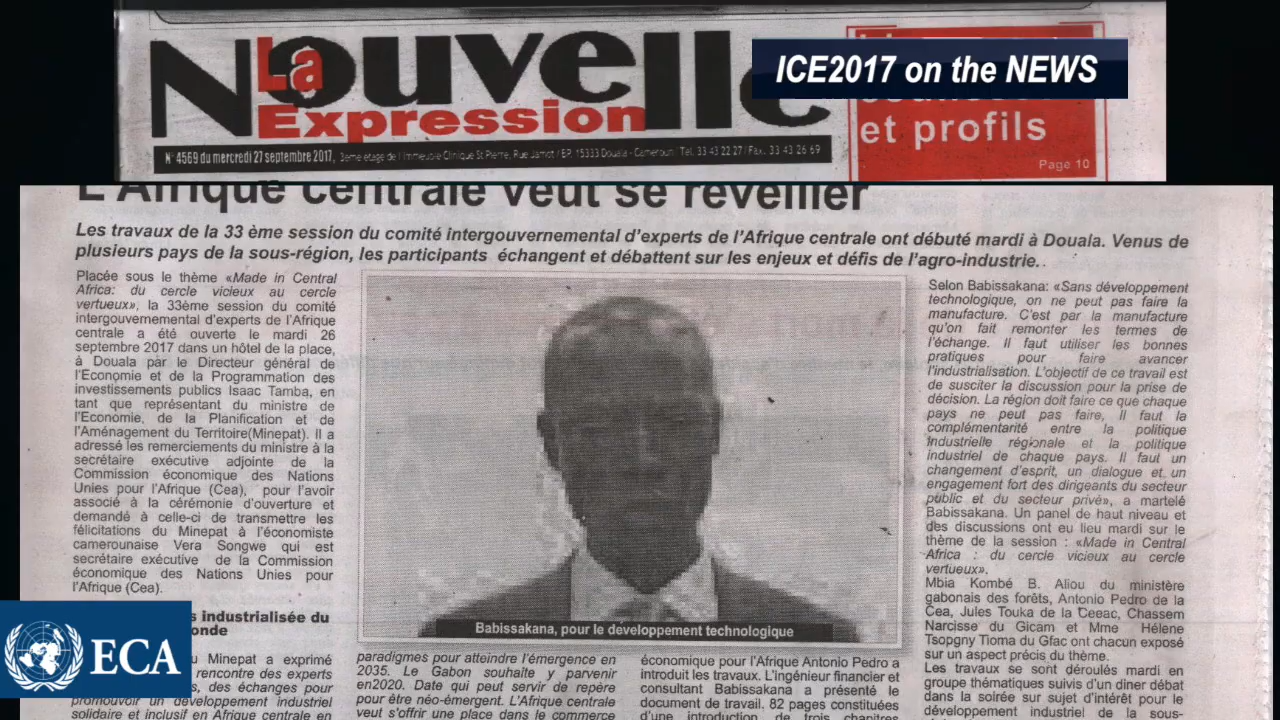 La
Nouvelle
Expression
ICE2017 on the NEWS
et profils
Page 10
N° 4569 du mercredi 27 septembre 2017, 3ème etage de l'immeuble Clinique St Pierre, Rue Jamot / BP. 15333 Douala - Cameroun / Tel. 33 43 22 27 / Fax. 33 43 26 69
L'Afrique centrale veut se réveiller
Les travaux de la 33 ème session du comité intergouvernemental d'experts de l'Afrique centrale ont débuté mardi à Douala. Venus de
plusieurs pays de la sous-région, les participants échangent et débattent sur les enjeux et défis de l'agro-industrie.
Placée sous le thème «Made in Central
Africa: du cercle vicieux au cercle
vertueux», la 33ème session du comité
intergouvernemental d'experts de l'Afrique
centrale a été ouverte le mardi 26
septembre 2017 dans un hôtel de la place,
à Douala par le Directeur général de
l'Economie et de la Programation des
investissements publics Isaac Tamba, en
tant que représentant du ministre de
l'Economie, de la Planification et de
l'Aménagement du Territoire(Minepat). Il a
adressé les remerciements du ministre à la
secrétaire exécutive adjointe de la
Commission économique des Nations
Unies pour l'Afrique (Cea), pour l'avoir
associé à la cérémonie d'ouverture et
demandé à celle-ci de transmettre les
félicitations du Minepat à l'économiste
camerounaise Vera Songwe qui est
secrétaire exécutive de la Commission
économique des Nations Unies pour
l'Afrique (Cea).
s industrialisée du
onde
u Minepat a exprimé
rencontre des experts
s, des échanges pour
promouvoir un développement industriel
solidaire et inclusif en Afrique centrale en
Babissakana, pour le developpement technologique
paradigmes pour atteindre l'émergence en
2035. Le Gabon souhaite y parvenir
en2020. Date qui peut servir de repère
pour être néo-émergent. L'Afrique centrale
veut s'offrir une place dans le commerce
économique pour l'Afrique Antonio Pedro a
introduit les travaux. L'ingénieur financier et
consultant Babissakana a présenté le
document de travail. 82 pages constituées
d'une introduction, de trois chapitres
Selon Babissakana: «Sans développement
technologique, on ne peut pas faire la
manufacture. C'est par la manufacture
qu'on fait remonter les termes de
l'échange. Il faut utiliser les bonnes
pratiques pour faire avancer
l'industrialisation. L'objectif de ce travail est
de susciter la discussion pour la prise de
décision. La région doit faire ce que chaque
pays ne peut pas faire, Il faut la
complémentarité entre la politique
industrielle régionale et la politique
industriel de chaque pays. Il faut un
changement d'esprit, un dialogue et un
engagement fort des dirigeants du secteur
public et du secteur privé», a martelé
Babissakana. Un panel de haut niveau et
des discussions ont eu lieu mardi sur le
thème de la session : «Made in Central
Africa : du cercle vicieux au cercle
vertueux».
Mbia Kombé B. Aliou du ministère
gabonais des forêts, Antonio Pedro de la
Cea, Jules Touka de la Ceeac, Chassem
Narcisse du Gicam et Mme Hélène
Tsopgny Tioma du Gfac ont chacun exposé
sur un aspect précis du thème.
Les travaux se sont déroulés mardi en
groupe thématiques suivis d'un diner débat
dans la soirée sur sujet d'intérêt pour le
développement industriel de la sous-
ECA